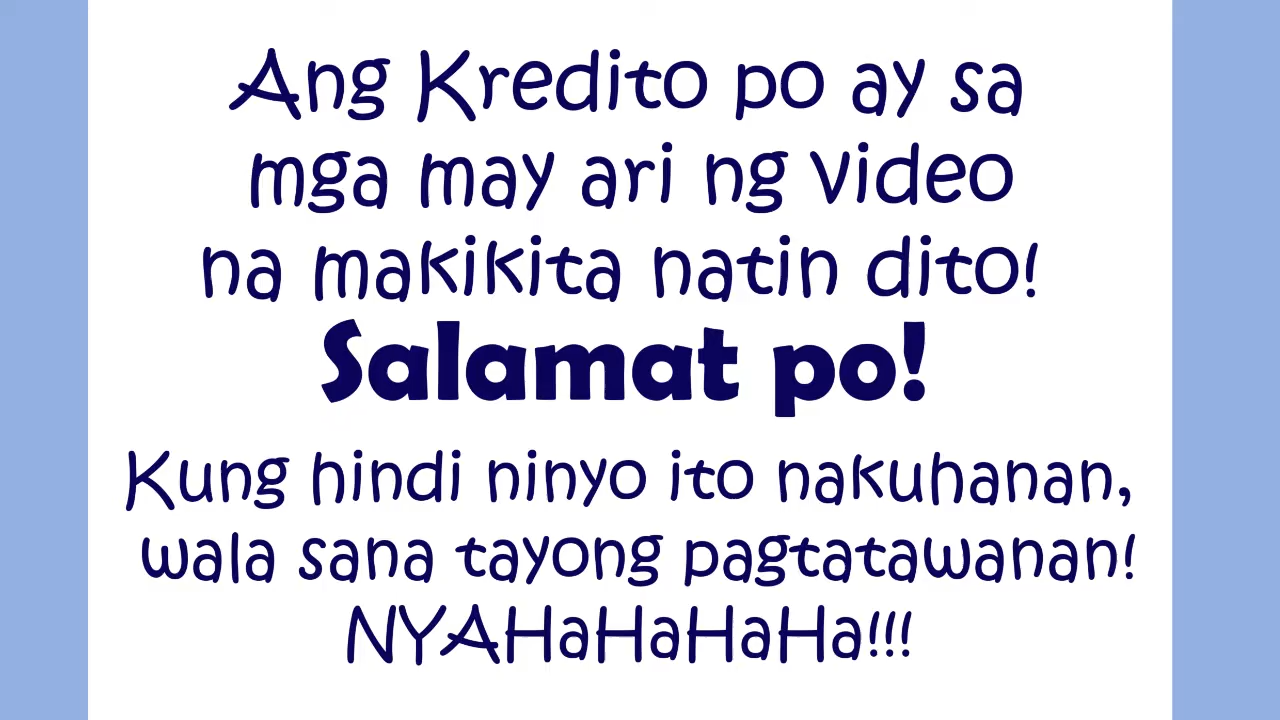 Ang Kredito po ay sa
mga may ari ng video
na makikita natin dito!
Salamat po!
Kung hindi ninyo ito nakuhanan,
wala sana tayong pagtatawanan!
NYAHaHaHaHa!!!